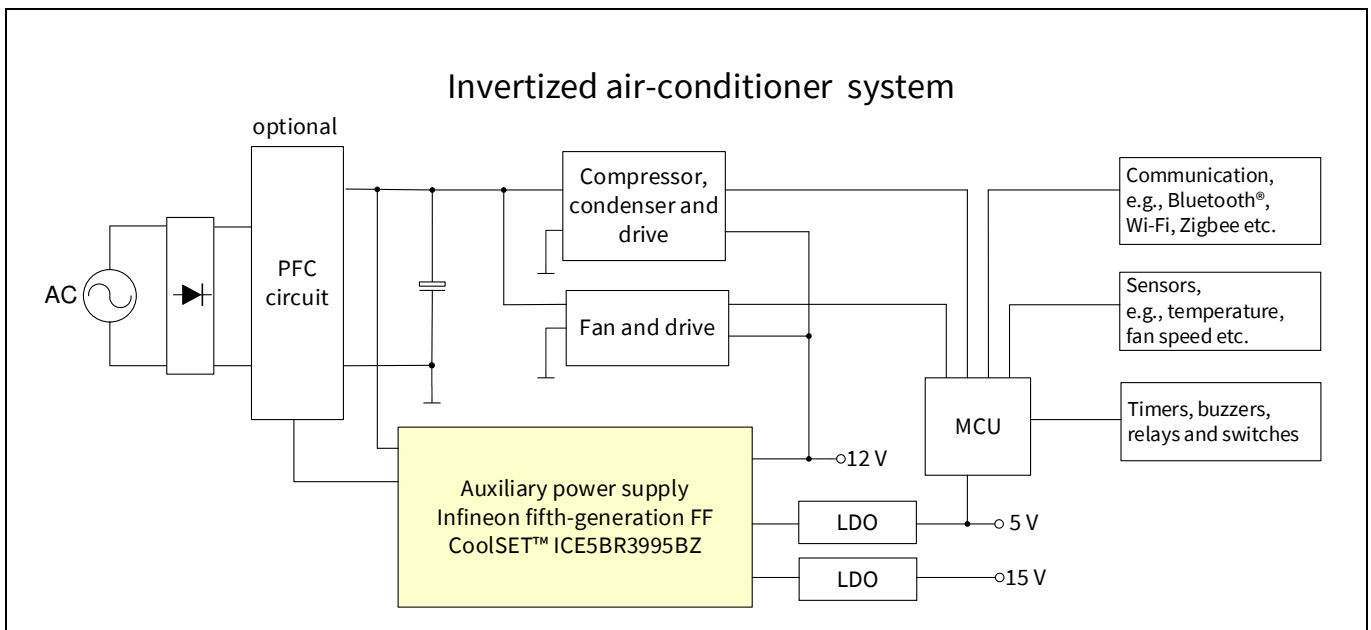 Invertized air-conditioner system
optional
AC
PFC
circuit
Compressor,
condenser and
drive
Fan and drive
Communication,
e.g., Bluetooth®,
Wi-Fi, Zigbee etc.
Sensors,
e.g., temperature,
fan speed etc.
MCU
Timers, buzzers,
relays and switches
Auxiliary power supply
Infineon fifth-generation FF
CoolSET™ ICE5BR3995BZ
12 V
LDO
5 V
LDO
15 V